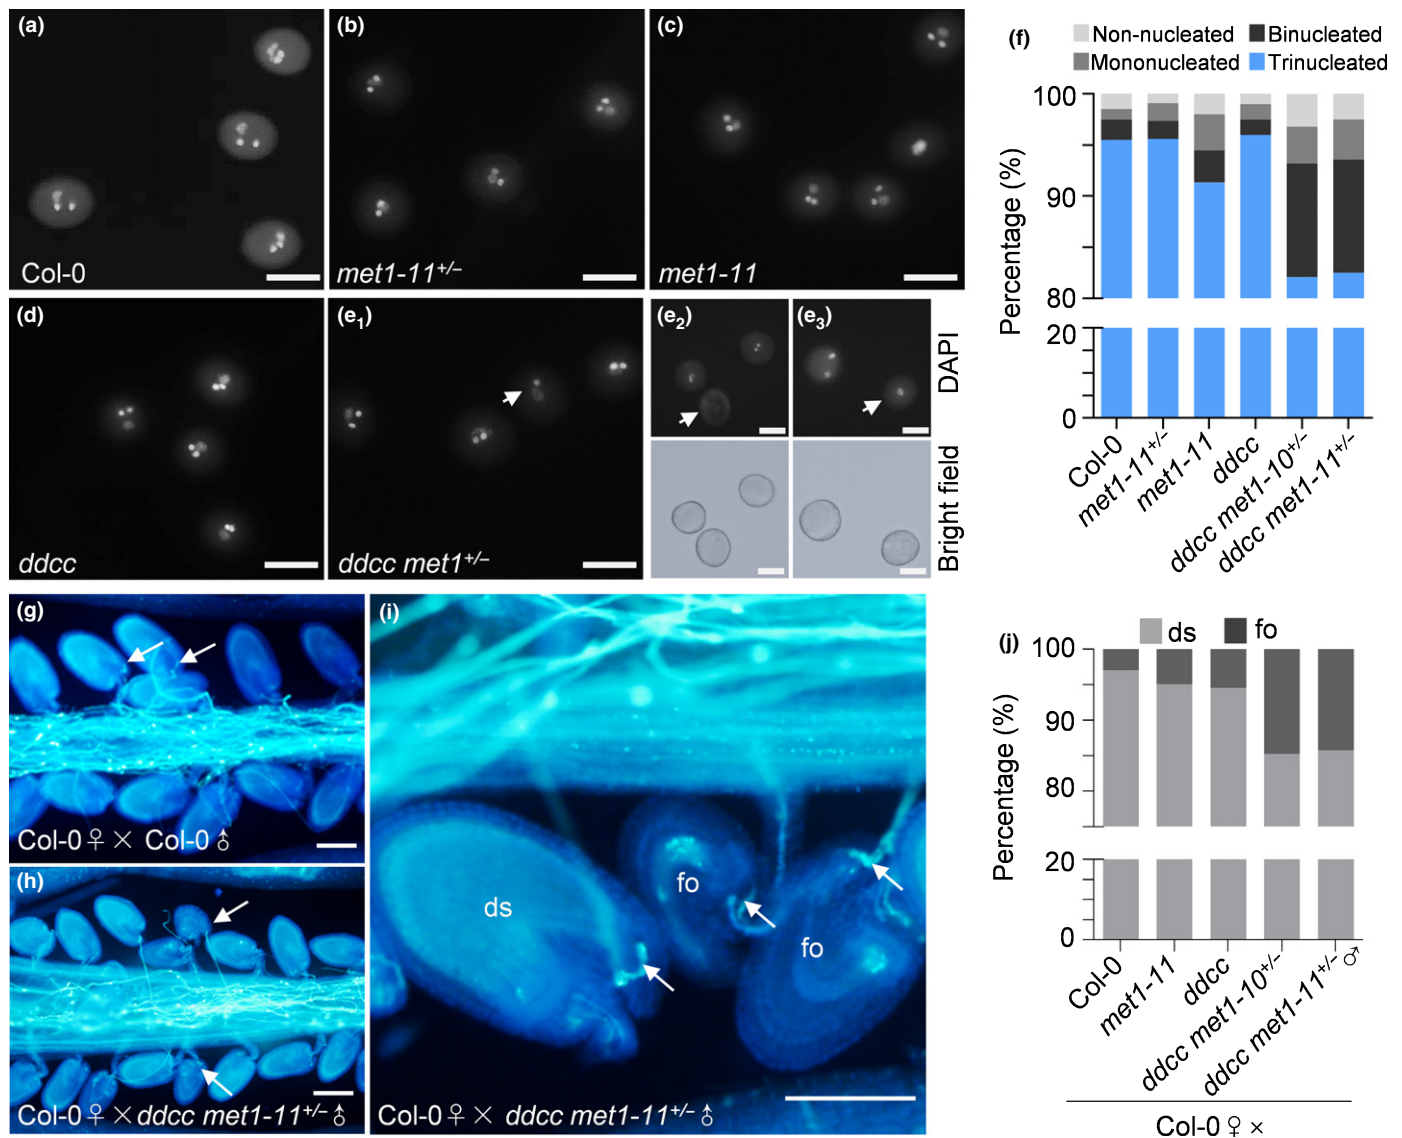 (a)
Col-0
(b)
met1-11+/–
(c)
met1-11
(d)
ddcc
(e1)
ddcc met1+/–
(e2)
(e3)
DAPI
Bright field
(f)
Non-nucleated
Binucleated
Mononucleated
Trinucleated
Percentage (%)
100
90
80
20
0
Col-0
met1-11+/–
met1-11
ddcc
ddcc met1-10+/–
ddcc met1-11+/–
(g)
Col-0♀× Col-0♂
(h)
Col-0♀×ddcc met1-11+/–♂
(i)
ds
fo
fo
Col-0♀× ddcc met1-11+/–♂
(j)
ds
fo
Percentage (%)
100
90
80
20
0
Col-0
met1-11
ddcc
ddcc met1-10+/–
ddcc met1-11+/– ♂
Col-0 ♀ ×